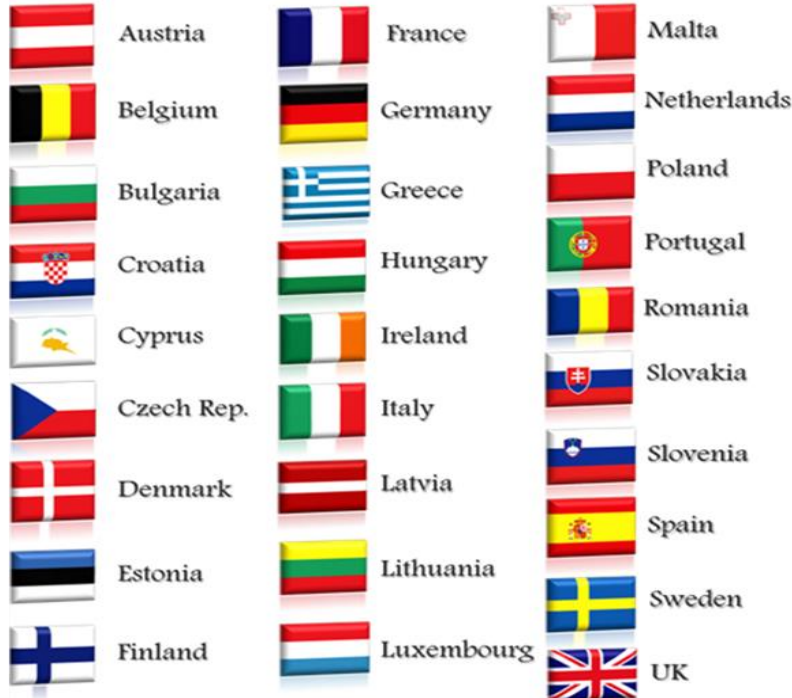 Austria
Belgium
Bulgaria
Croatia
Cyprus
Czech Rep.
Denmark
Estonia
Finland
France
Germany
Greece
Hungary
Ireland
Italy
Latvia
Lithuania
Luxembourg
Malta
Netherlands
Poland
Portugal
Romania
Slovakia
Slovenia
Spain
Sweden
UK